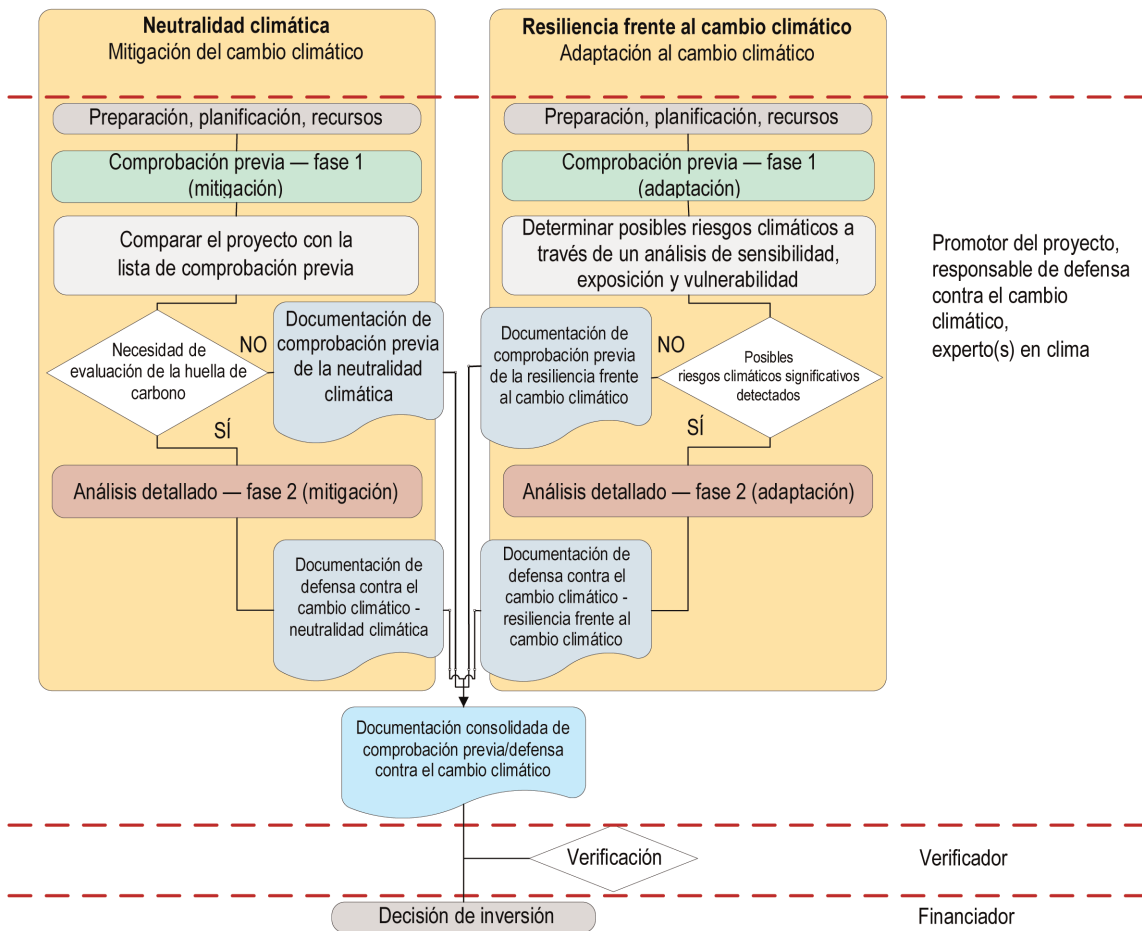 Neutralidad climática
Mitigación del cambio climático
Preparación, planificación, recursos
Comprobación previa — fase 1
(mitigación)
Comparar el proyecto con la
lista de comprobación previa
Necesidad de
evaluación de la huella de
carbono
NO
Documentación de
comprobación previa
de la neutralidad
climática
SÍ
Análisis detallado — fase 2 (mitigación)
Documentación de
defensa contra el
cambio climático -
neutralidad climática
Resiliencia frente al cambio climático
Adaptación al cambio climático
Preparación, planificación, recursos
Comprobación previa — fase 1
(adaptación)
Determinar posibles riesgos climáticos a
través de un análisis de sensibilidad,
exposición y vulnerabilidad
Documentación de
comprobación previa
de la resiliencia frente
al cambio climático
NO
Posibles
riesgos climáticos significativos
detectados
SÍ
Análisis detallado — fase 2 (adaptación)
Documentación de
defensa contra el
cambio climático -
resiliencia frente al
cambio climático
Promotor del proyecto,
responsable de defensa
contra el cambio
climático,
experto(s) en clima
Documentación consolidada de
comprobación previa/defensa
contra el cambio climático
Verificación
Verificador
Decisión de inversión
Financiador